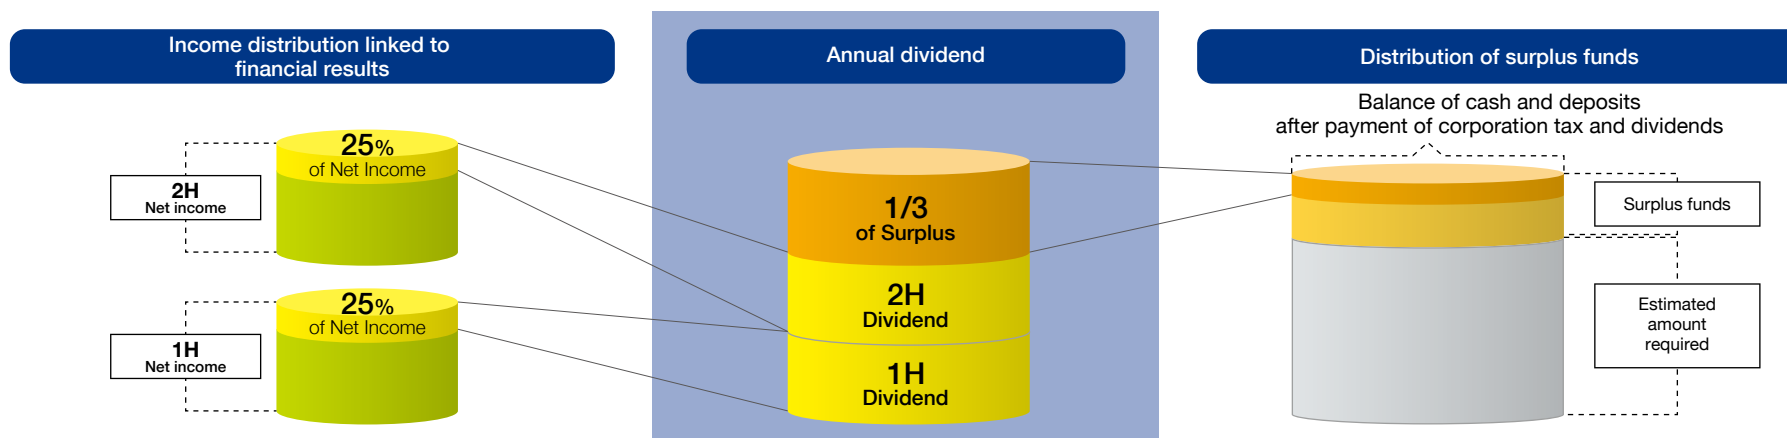 Income distribution linked to
financial results
25%
of Net Income
2H
Net income
25%
of Net Income
1H
Net income
Annual dividend
1/3
of Surplus
2H
Dividend
1H
Dividend
Distribution of surplus funds
Balance of cash and deposits
after payment of corporation tax and dividends
Surplus funds
Estimated
amount
required